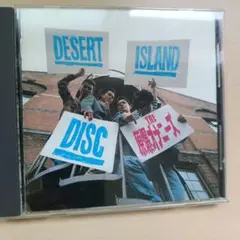 DESERT
ISLAND
DISC
THE